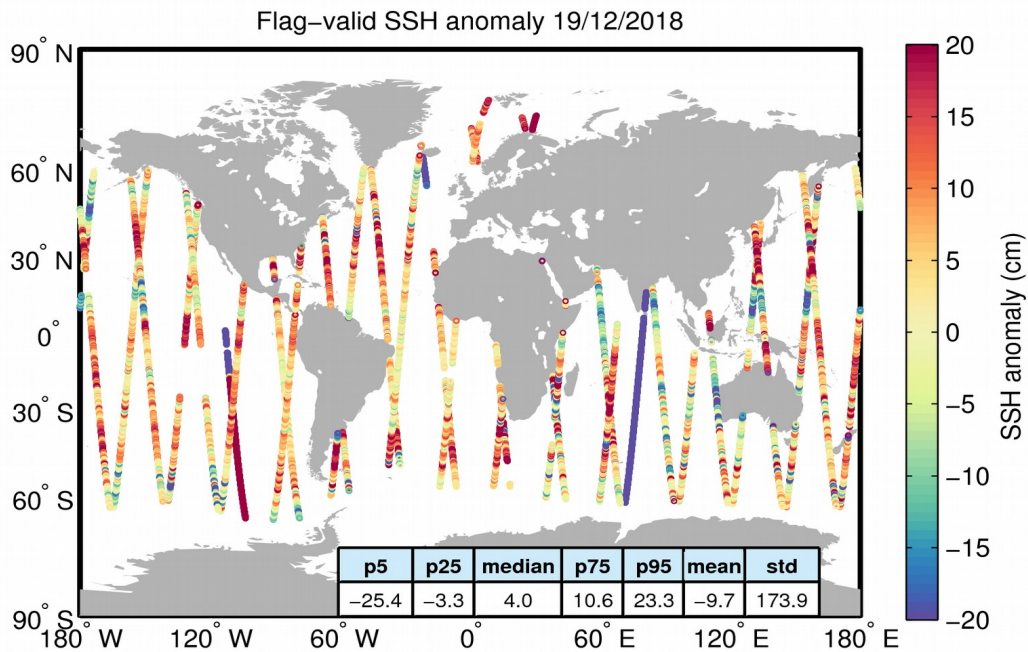 Flag−valid SSH anomaly 19/12/2018
90° N
60° N
30° N
0°
30° S
60° S
90° S
180° W
120° W
60° W
0°
60° E
120° E
180° E
p5 p25 median p75 p95 mean std
−25.4 −3.3 4.0 10.6 23.3 −9.7 173.9
20
15
10
5
0
−5
−10
−15
−20
SSH anomaly (cm)